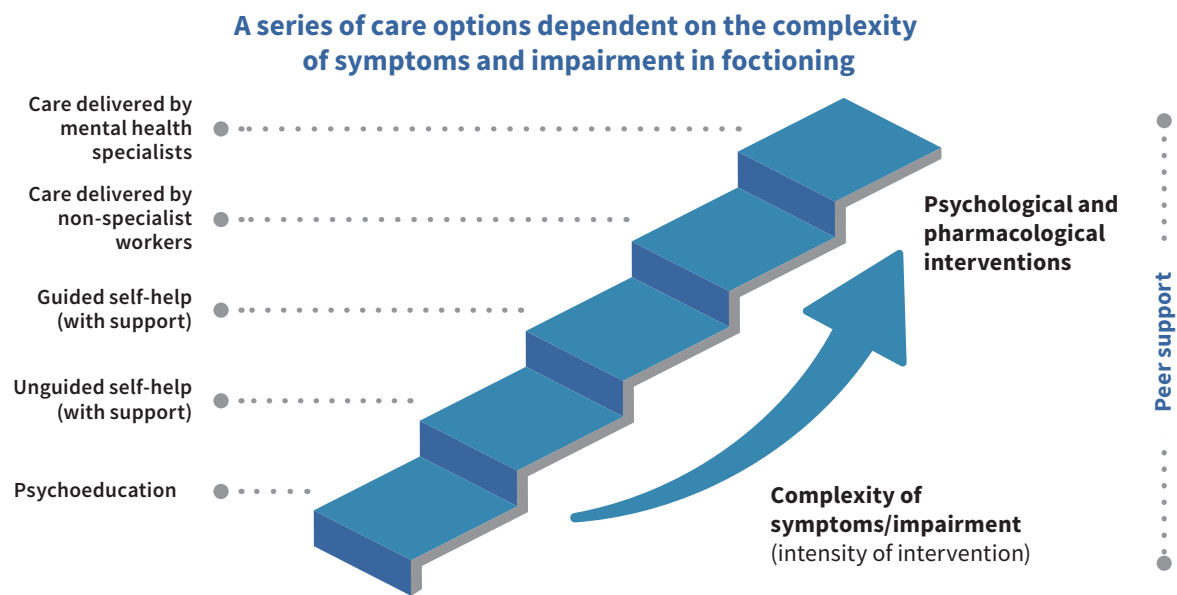 A series of care options dependent on the complexity
of symptoms and impairment in foctioning
Care delivered by
mental health
specialists
Care delivered by
non-specialist
workers
Guided self-help
(with support)
Unguided self-help
(with support)
Psychoeducation
Psychological and
pharmacological
interventions
Complexity of
symptoms/impairment
(intensity of intervention)
Peer support